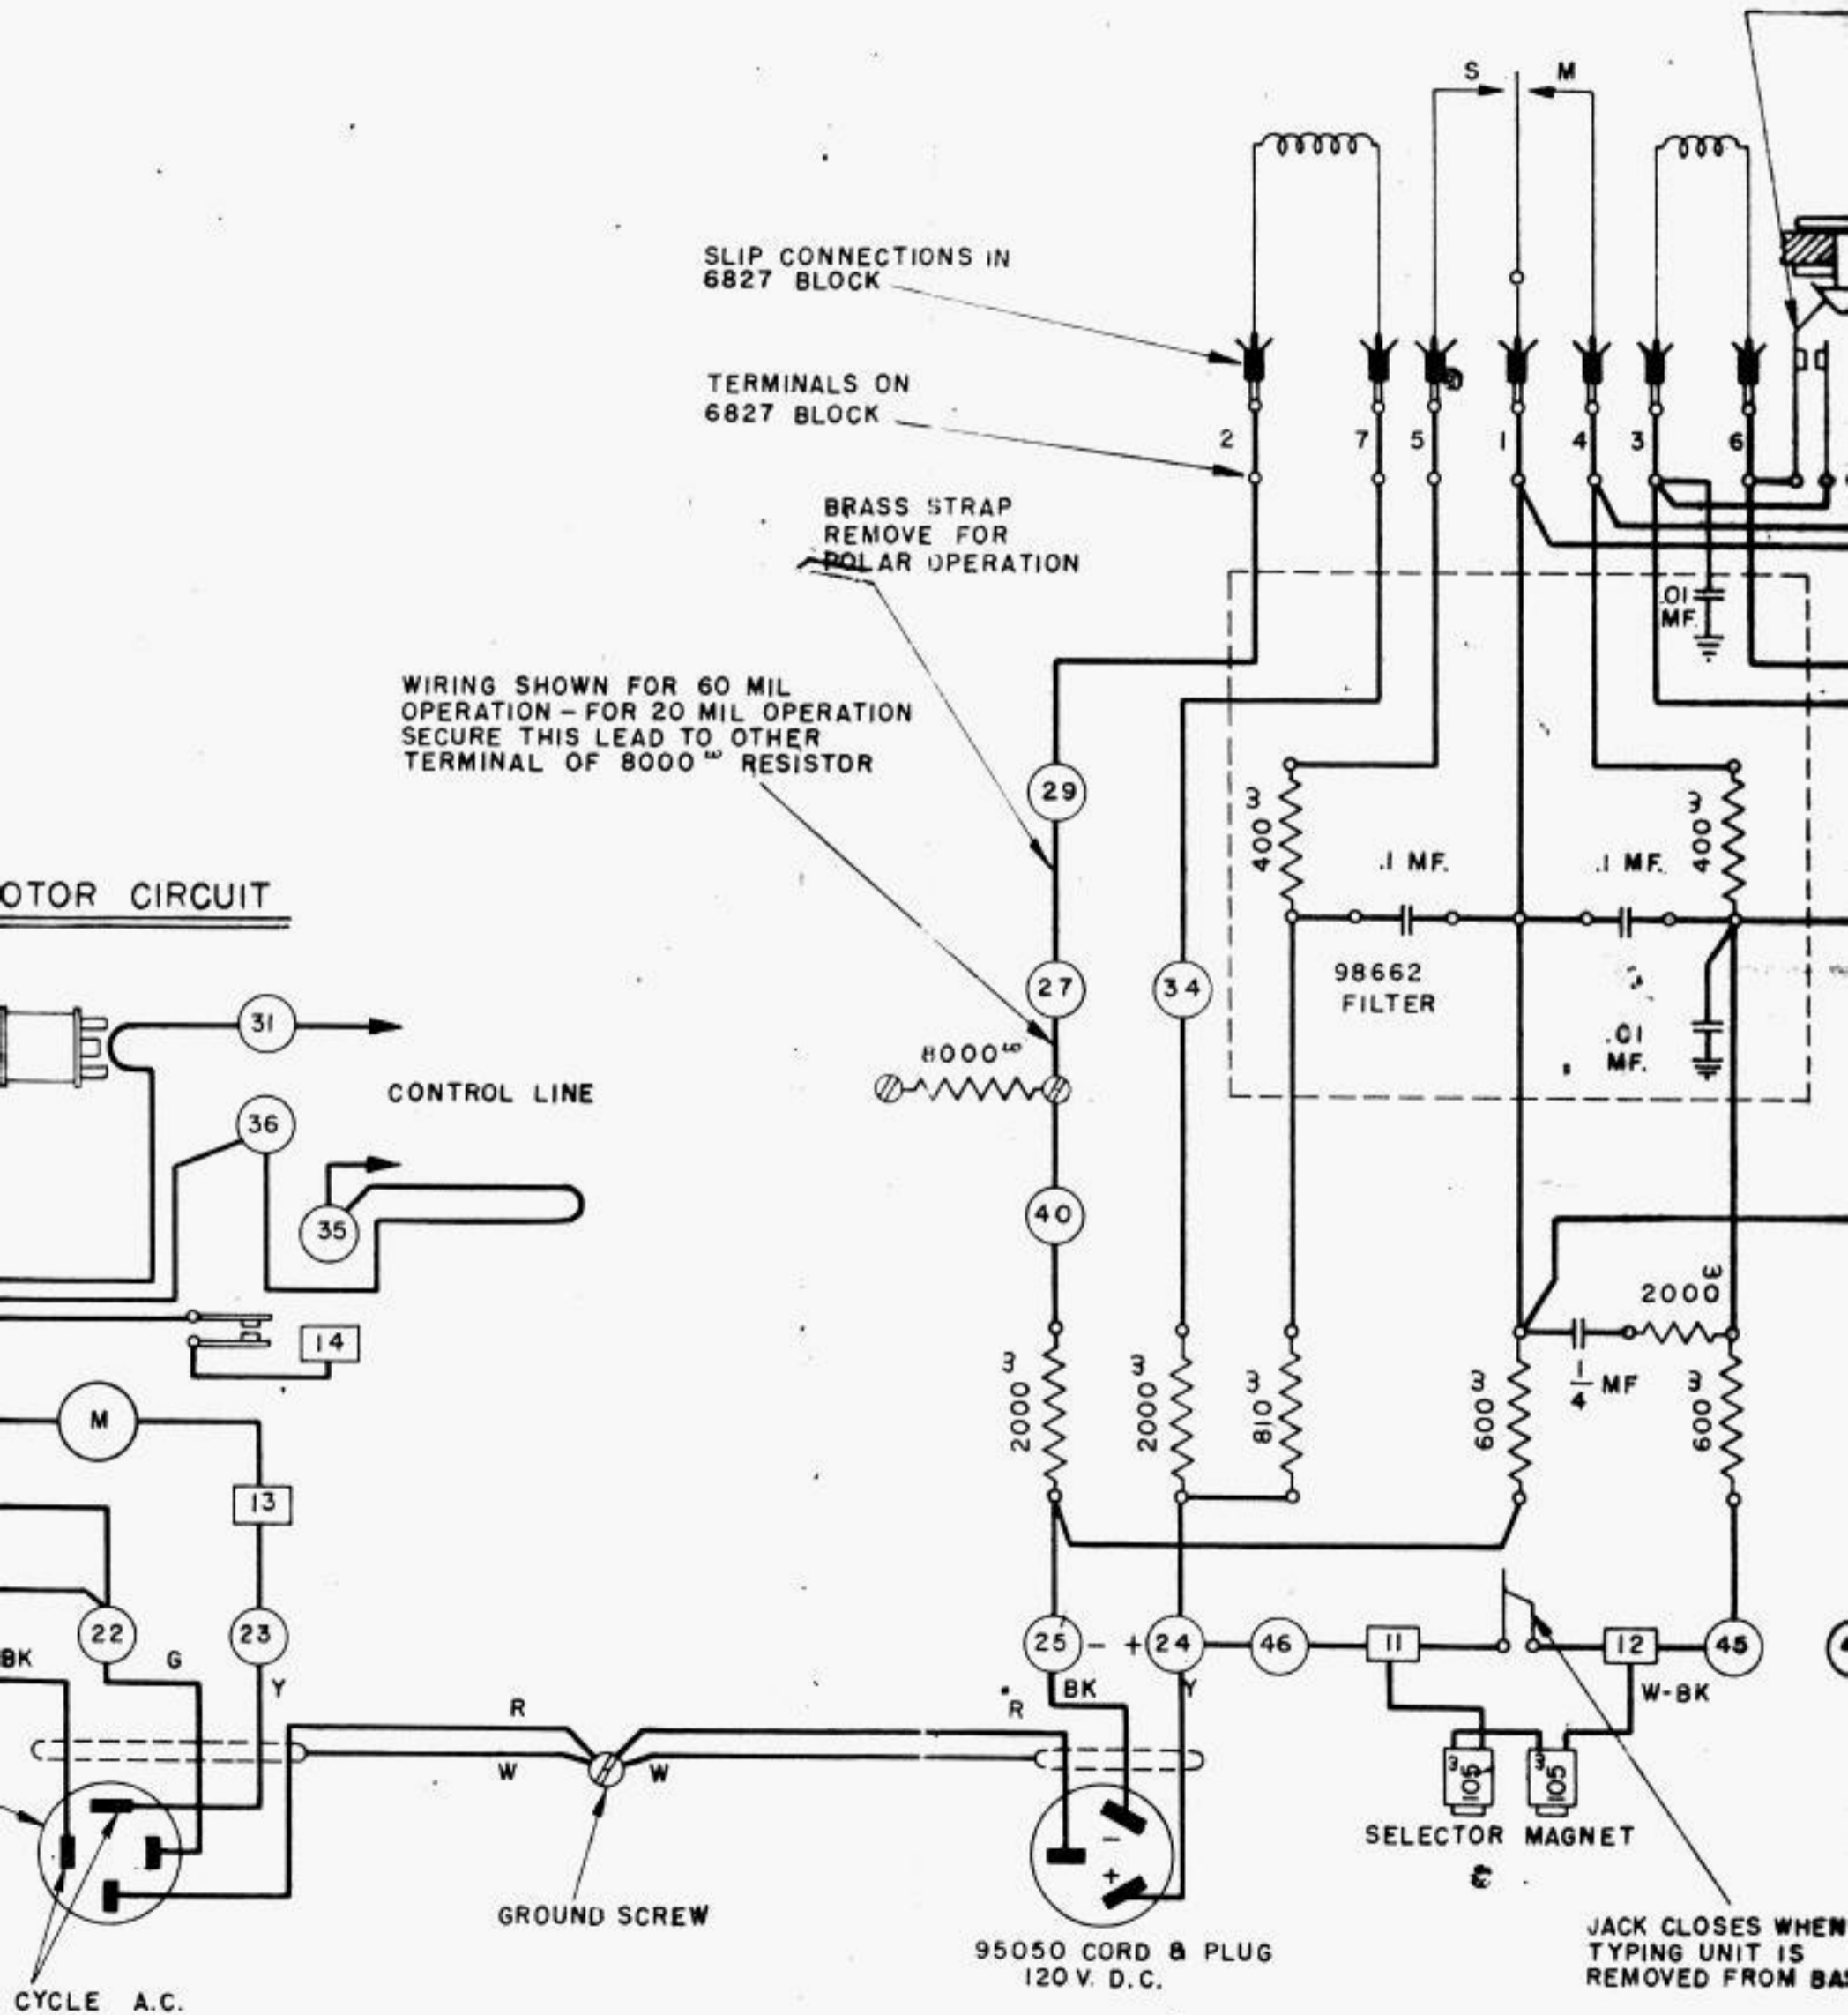 S M
SLIP CONNECTIONS IN
6827 BLOCK
TERMINALS ON
6827 BLOCK
2 7 5 1 4 3 6
BRASS STRAP
REMOVE FOR
POLAR OPERATION
.01
MF.
WIRING SHOWN FOR 60 MIL
OPERATION – FOR 20 MIL OPERATION
SECURE THIS LEAD TO OTHER
TERMINAL OF 8000 ω RESISTOR
29
400 ω
.1 MF.
.1 MF.
400 ω
OTOR CIRCUIT
27
34
98662
FILTER
31
.01
MF.
8000 ω
CONTROL LINE
36
40
35
2000 ω
14
2000 ω
2000 ω
810 ω
600 ω
1/4 MF
600 ω
M
13
22
23
25 - + 24
46
11
12
45
BK
G
Y
BK
Y
W-BK
R
R
W
W
105 ω
105 ω
SELECTOR MAGNET
-
+
GROUND SCREW
95050 CORD & PLUG
120 V. D.C.
JACK CLOSES WHEN
TYPING UNIT IS
REMOVED FROM BAS
CYCLE A.C.